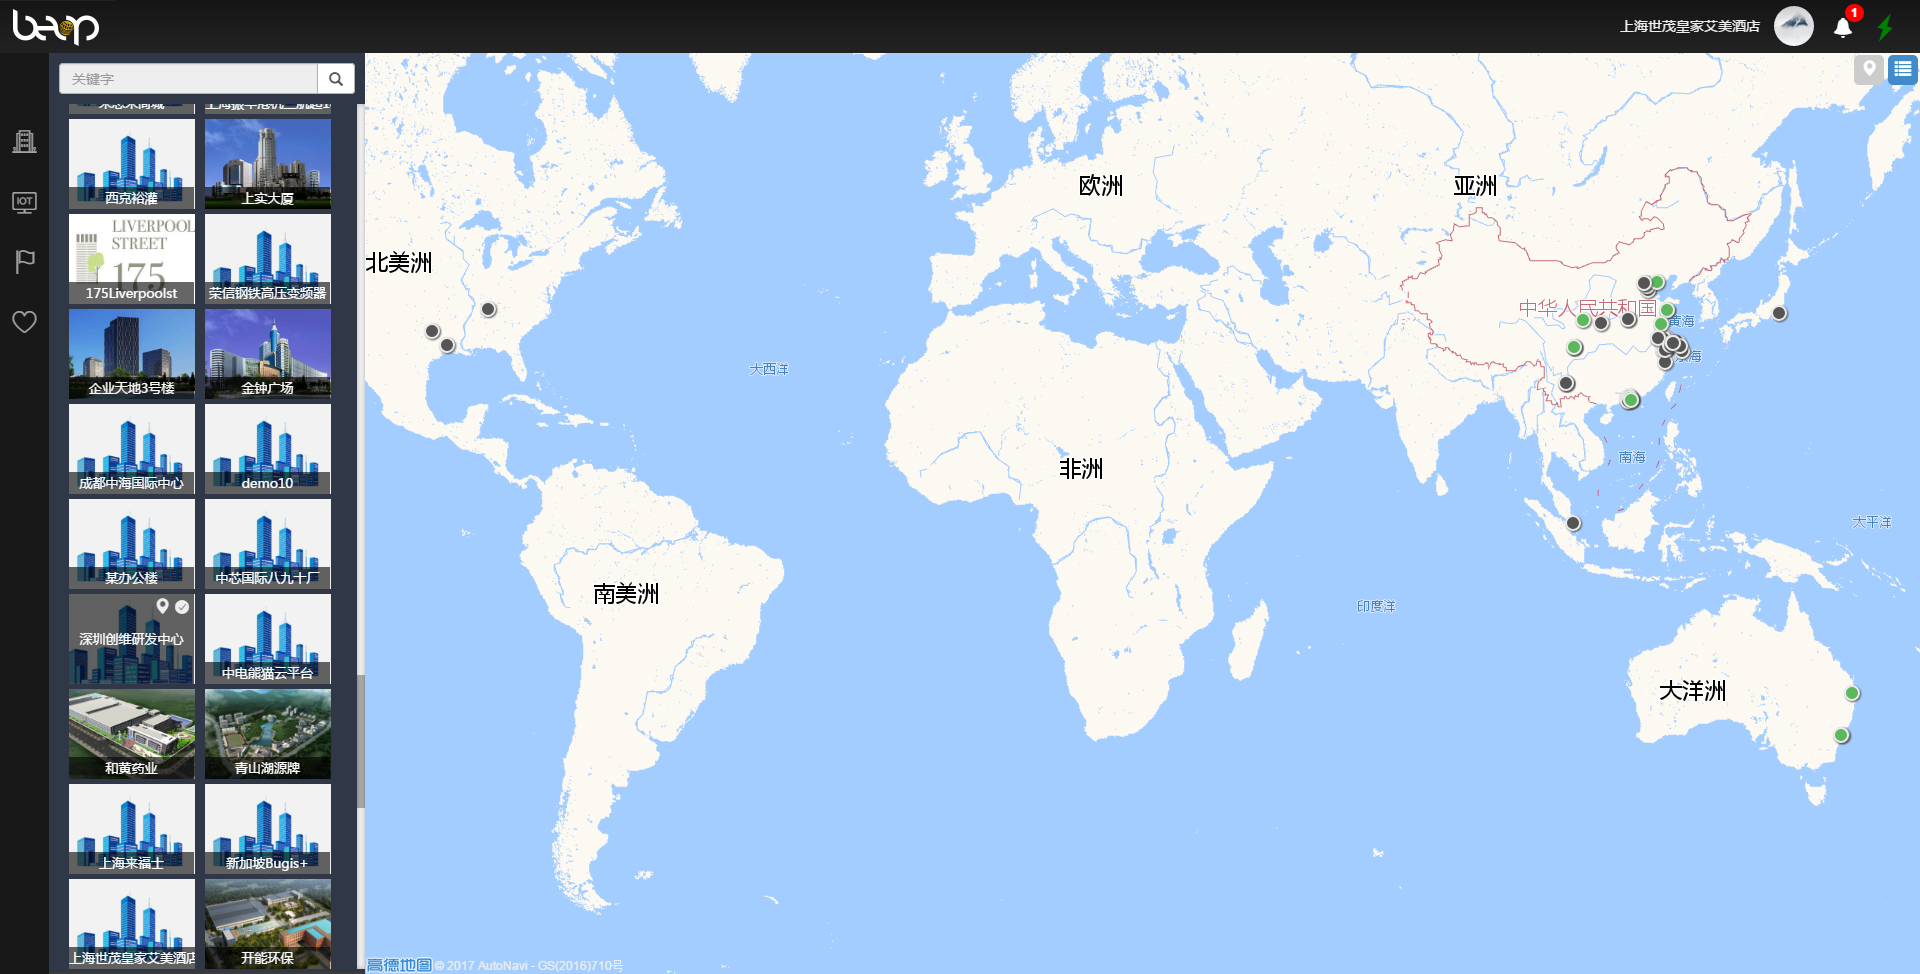 beop
上海世茂皇家艾美酒店
1
关键字
IOT
西克裕灌
上实大厦
LIVERPOOL
STREET
175
175Liverpoolst
荣信钢铁高压变频器
企业天地3号楼
金钟广场
成都中海国际中心
demo10
某办公楼
中芯国际八九十厂
深圳创维研发中心
中电熊猫云平台
和黄药业
青山湖源牌
上海来福士
新加坡Bugis+
上海世茂皇家艾美酒店
开能环保
欧洲
亚洲
北美洲
中华人民共和国
黄海
东海
大西洋
非洲
南海
太平洋
南美洲
印度洋
大洋洲
高德地图 © 2017 AutoNavi - GS(2016)710号